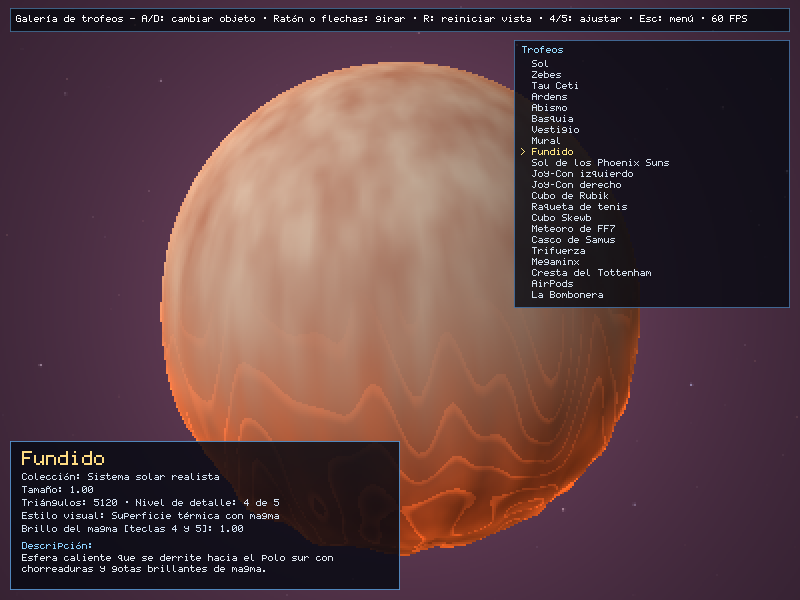 Galería de trofeos - A/D: cambiar objeto · Ratón o flechas: girar · R: reiniciar vista · 4/5: ajustar · Esc: menú · 60 FPS
Trofeos
Sol
Zebes
Tau Ceti
Ardens
Abismo
Basquia
Vestigio
Mural
> Fundido
Sol de los Phoenix Suns
Joy-Con izquierdo
Joy-Con derecho
Cubo de Rubik
Raqueta de tenis
Cubo Skewb
Meteoro de FF7
Casco de Samus
Trifuerza
Megaminx
Cresta del Tottenham
AirPods
La Bombonera
Fundido
Colección: Sistema solar realista
Tamaño: 1.00
Triángulos: 5120 · Nivel de detalle: 4 de 5
Estilo visual: Superficie térmica con magma
Brillo del magma [teclas 4 y 5]: 1.00
Descripción:
Esfera caliente que se derrite hacia el polo sur con
chorreaduras y gotas brillantes de magma.